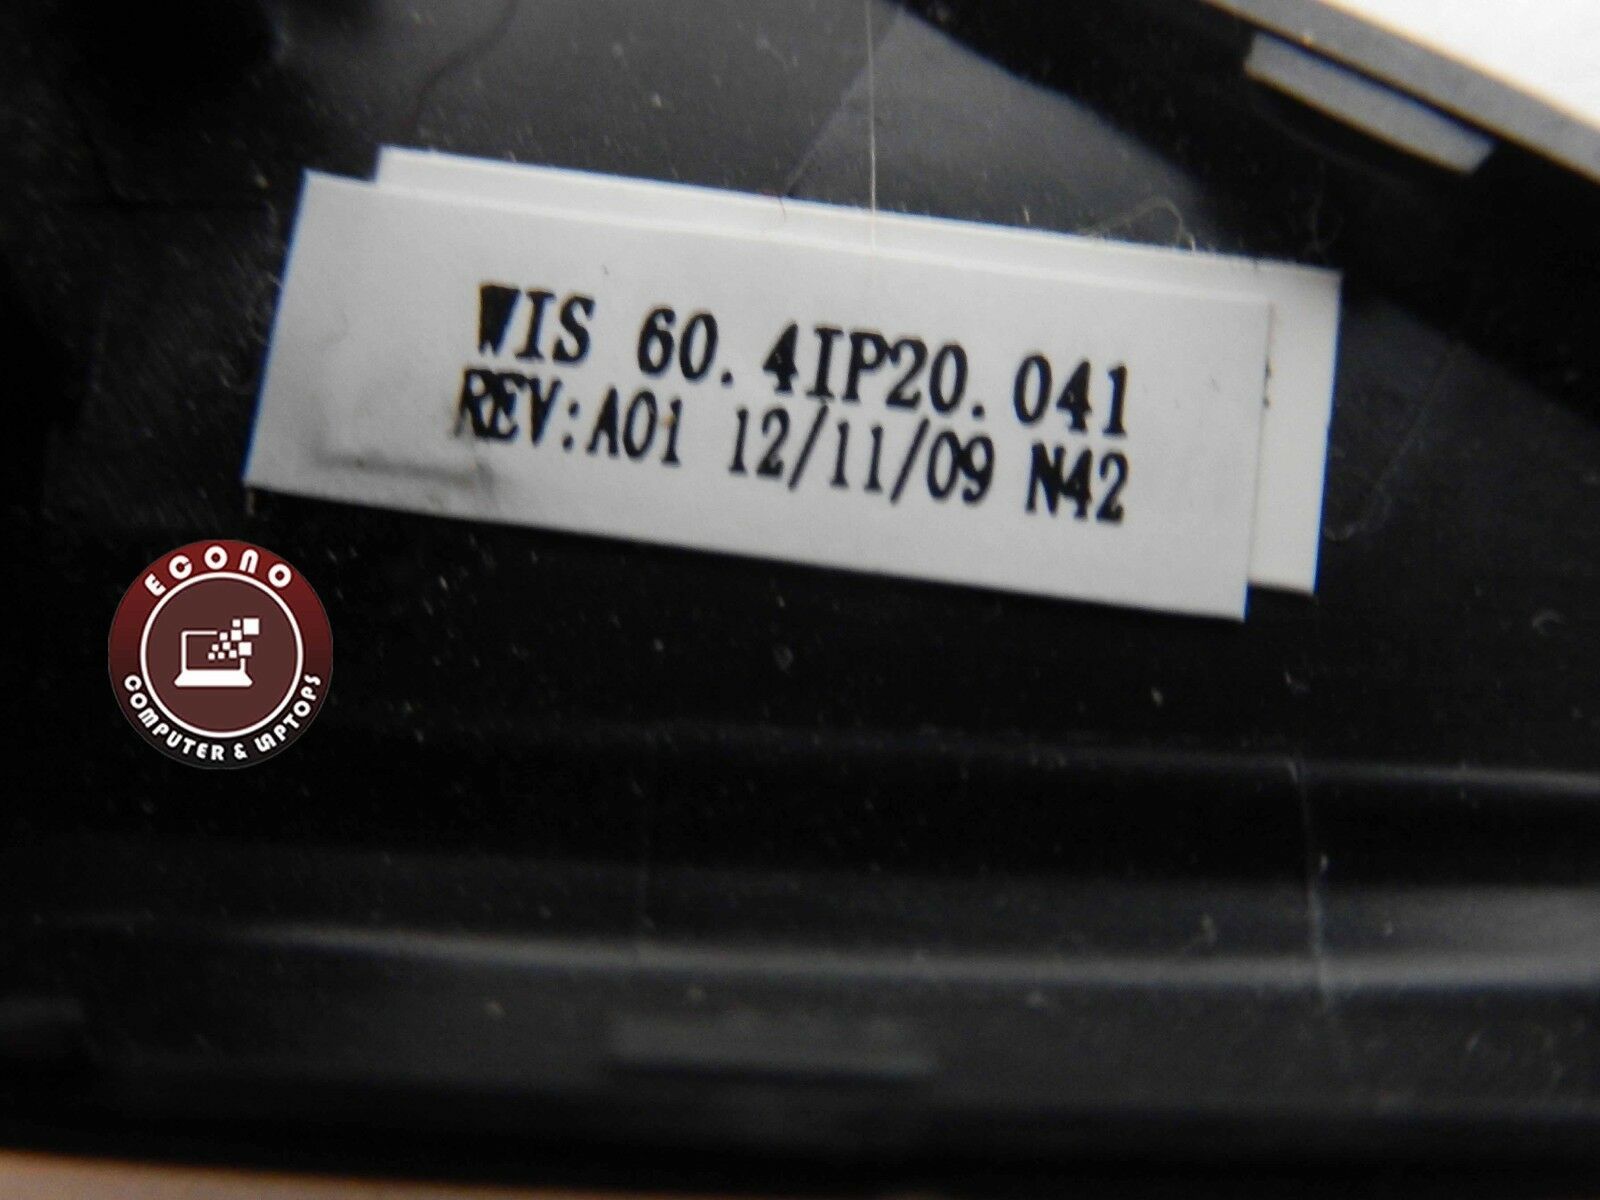 WIS 60.4IP20.041
REV:A01 12/11/09 N42
ECONO
COMPUTER & LAPTOPS